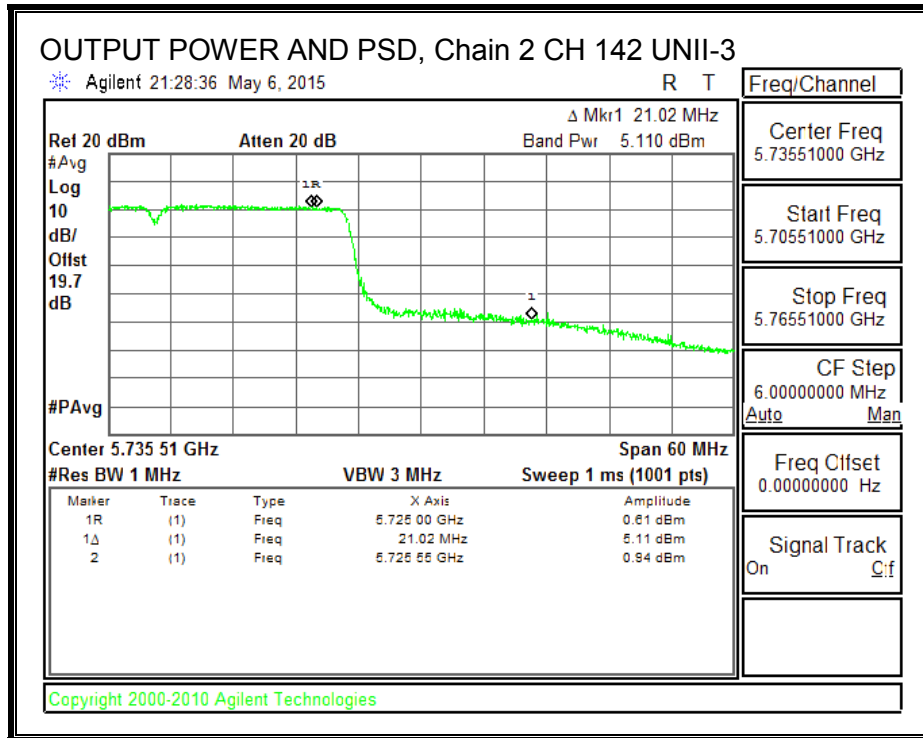 OUTPUT POWER AND PSD, Chain 2 CH 142 UNII-3
Agilent 21:28:36 May 6, 2015 R T
Freq/Channel
Δ Mkr1 21.02 MHz
Ref 20 dBm Atten 20 dB Band Pwr 5.110 dBm
#Avg
Log
10
dB/
Offst
19.7
dB
1R
1
#PAvg
Center 5.735 51 GHz Span 60 MHz
#Res BW 1 MHz VBW 3 MHz Sweep 1 ms (1001 pts)
Marker Trace Type X Axis Amplitude
1R (1) Freq 5.725 00 GHz 0.61 dBm
1Δ (1) Freq 21.02 MHz 5.11 dBm
2 (1) Freq 5.725 55 GHz 0.94 dBm
Center Freq
5.73551000 GHz
Start Freq
5.70551000 GHz
Stop Freq
5.76551000 GHz
CF Step
6.00000000 MHz
Auto Man
Freq Offset
0.00000000 Hz
Signal Track
On Off
Copyright 2000-2010 Agilent Technologies